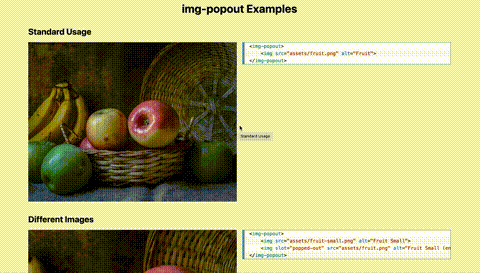 img-popout Examples
Standard Usage
<img-popout>
<img src="assets/fruit.png" alt="Fruit">
</img-popout>
Standard Usage
Different Images
<img-popout>
<img src="assets/fruit-small.png" alt="Fruit Small">
<img slot="popped-out" src="assets/fruit.png" alt="Fruit Small (en
</img-popout>